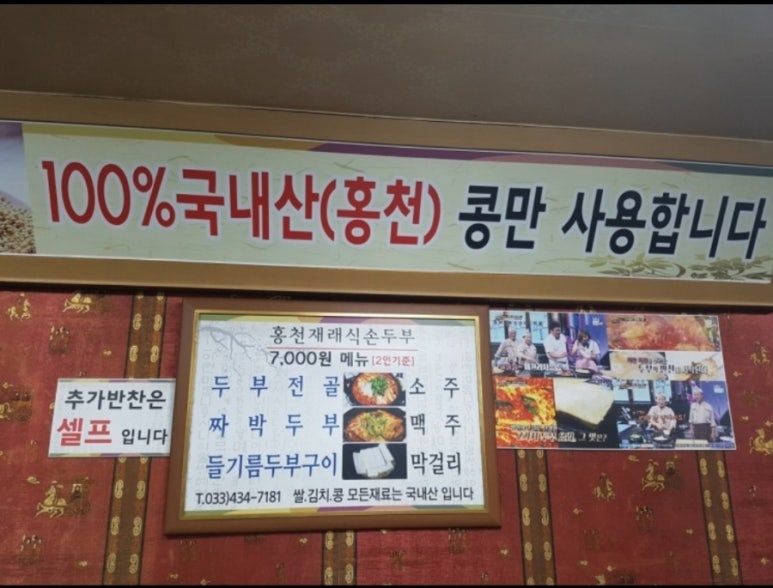 100%국내산(홍천) 콩만 사용합니다
홍천재래식손두부
7,000원 메뉴 [2인기준]
두부전골 소주
짜박두부 맥주
들기름두부구이 막걸리
T.033)434-7181 쌀.김치.콩 모든재료는 국내산 입니다
추가반찬은
셀프 입니다